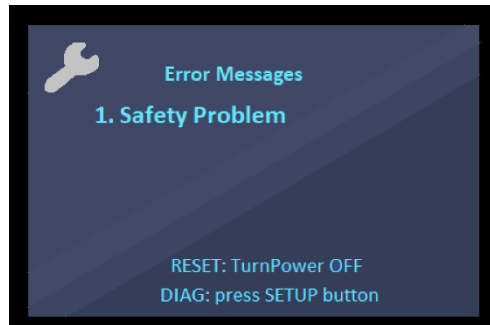 Error Messages
1. Safety Problem
RESET: TurnPower OFF
DIAG: press SETUP button